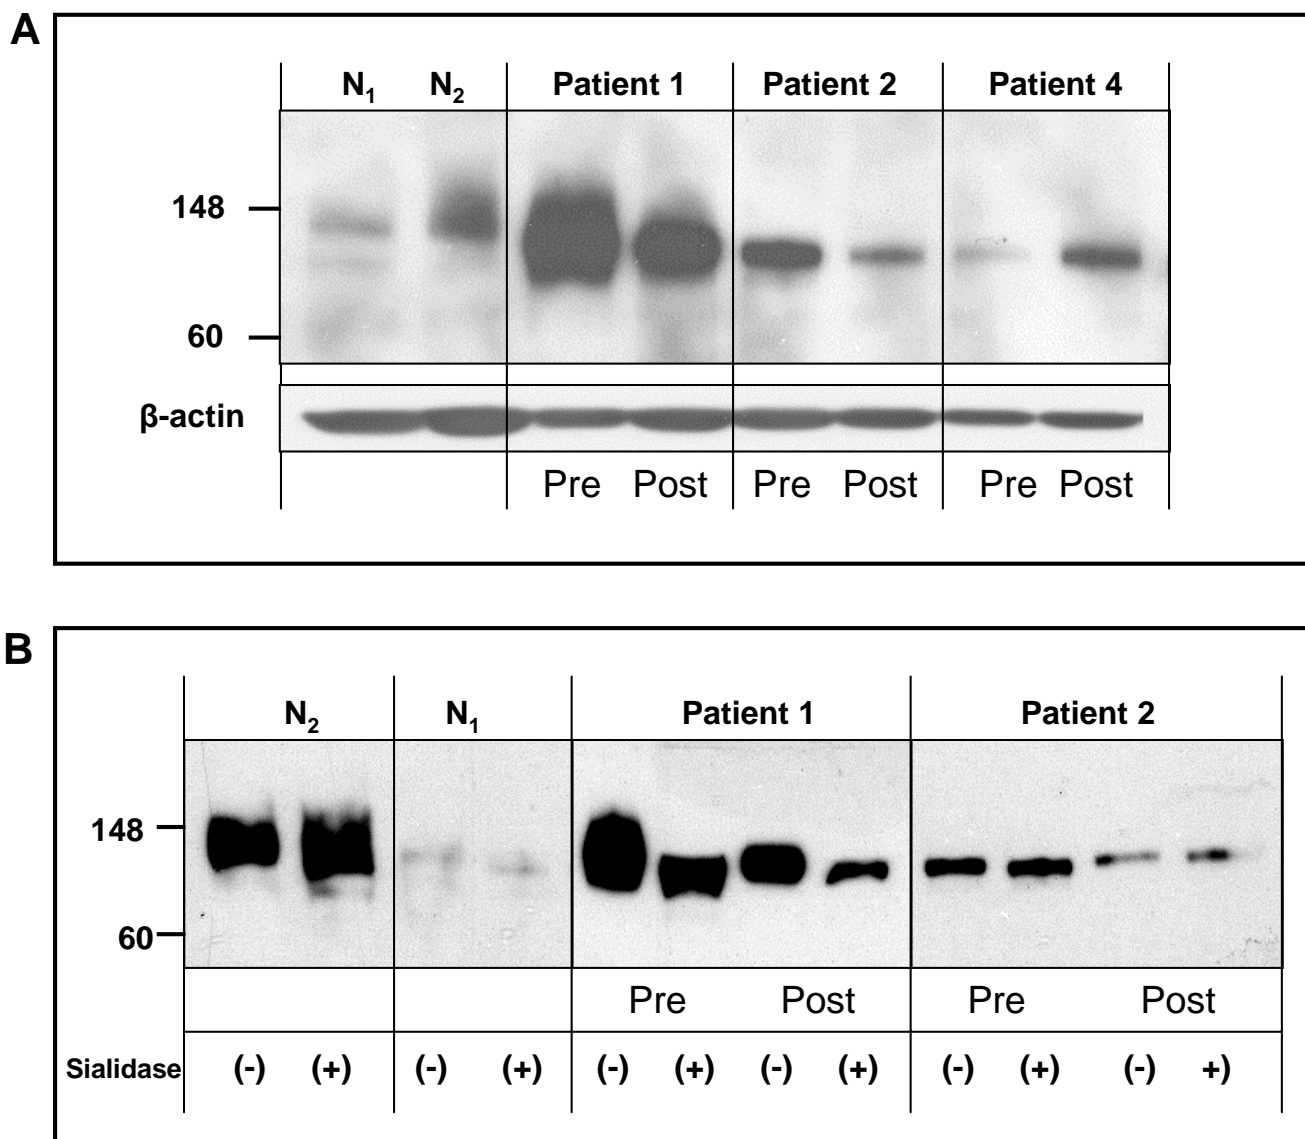 A
N₁ N₂ Patient 1 Patient 2 Patient 4
148
60
β-actin
Pre Post Pre Post Pre Post
B
N₂ N₁ Patient 1 Patient 2
148
60
Pre Post Pre Post
Sialidase (-) (+) (-) (+) (-) (+) (-) (+) (-) (+) (-) +)